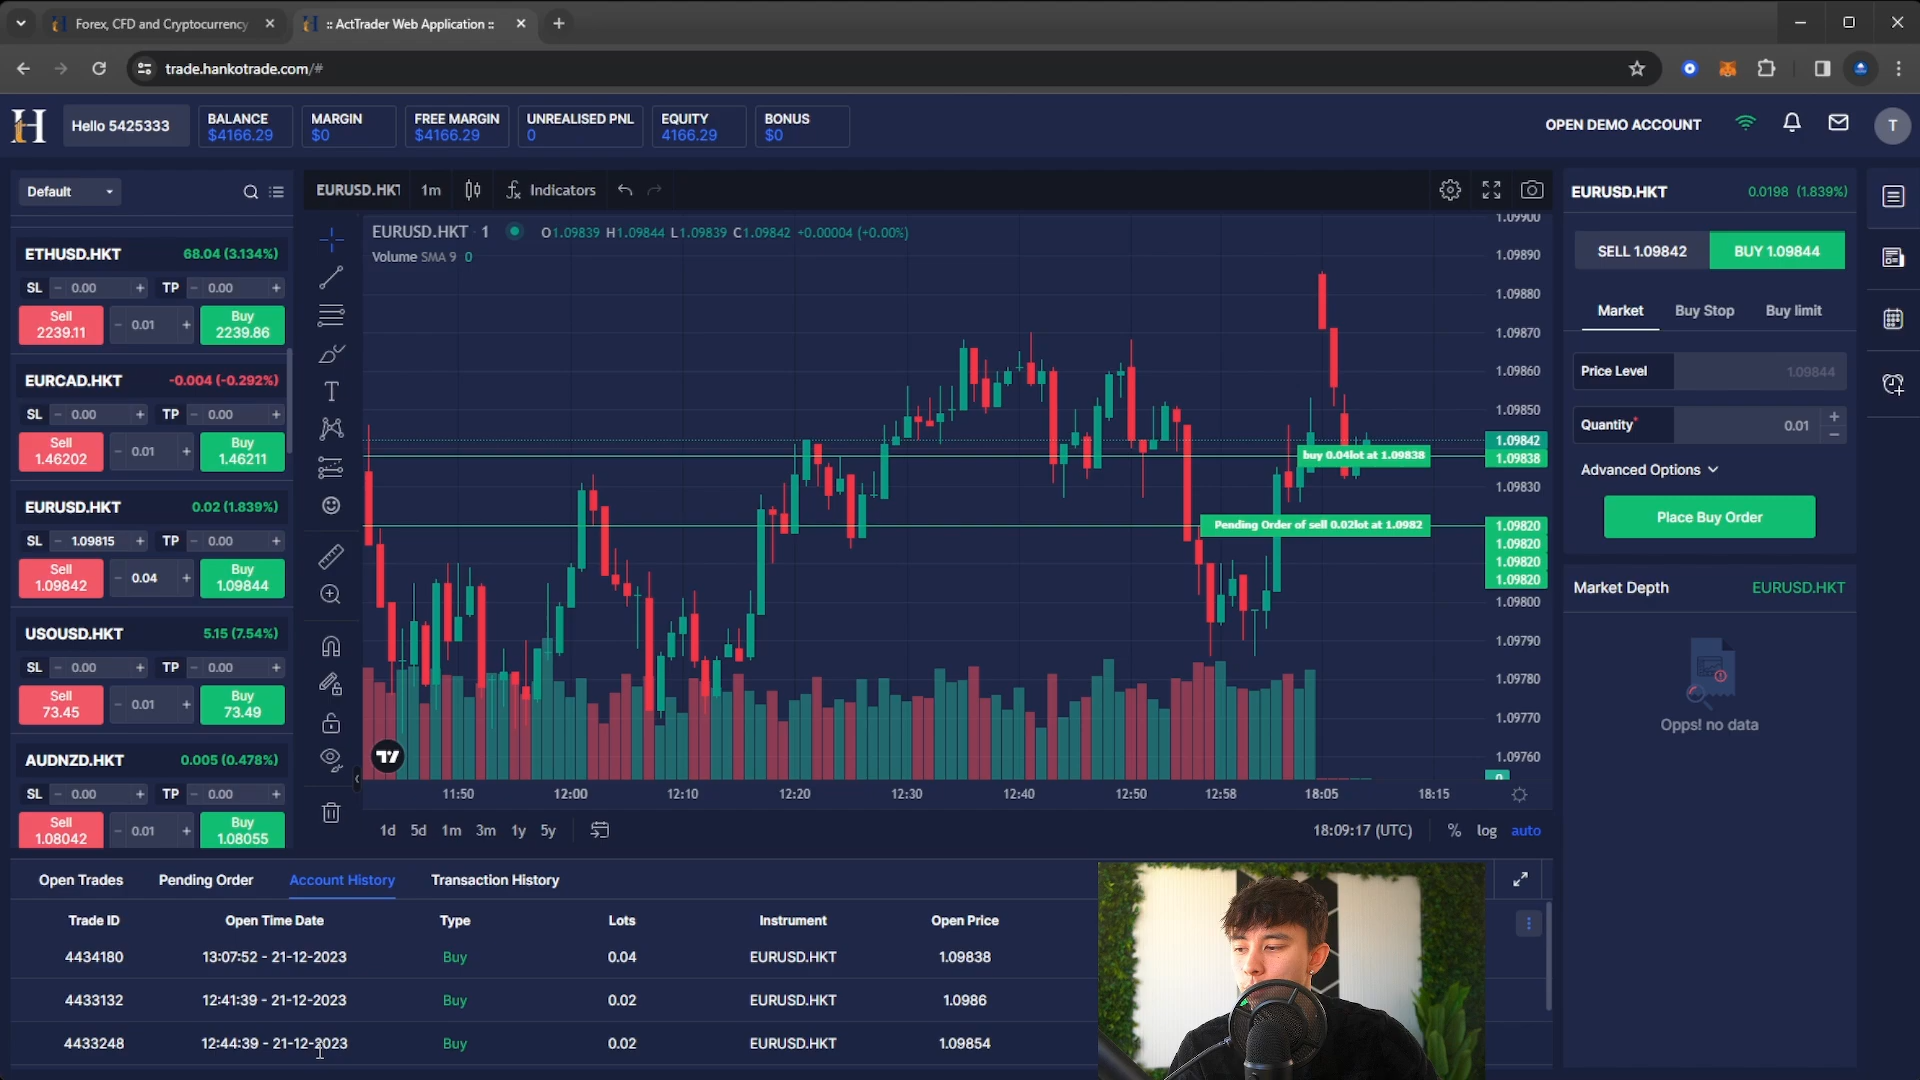 Forex, CFD and Cryptocurrency
:: ActTrader Web Application ::
trade.hankotrade.com/#
Hello 5425333
BALANCE
$4166.29
MARGIN
$0
FREE MARGIN
$4166.29
UNREALISED PNL
0
EQUITY
4166.29
BONUS
$0
OPEN DEMO ACCOUNT
T
Default
ETHUSD.HKT 68.04 (3.134%)
SL − 0.00 + TP − 0.00 +
Sell
2239.11
− 0.01 +
Buy
2239.86
EURCAD.HKT -0.004 (-0.292%)
SL − 0.00 + TP − 0.00 +
Sell
1.46202
− 0.01 +
Buy
1.46211
EURUSD.HKT 0.02 (1.839%)
SL − 1.09815 + TP − 0.00 +
Sell
1.09842
− 0.04 +
Buy
1.09844
USOUSD.HKT 5.15 (7.54%)
SL − 0.00 + TP − 0.00 +
Sell
73.45
− 0.01 +
Buy
73.49
AUDNZD.HKT 0.005 (0.478%)
SL − 0.00 + TP − 0.00 +
Sell
1.08042
− 0.01 +
Buy
1.08055
EURUSD.HKT 1m Indicators
EURUSD.HKT · 1 O1.09839 H1.09844 L1.09839 C1.09842 +0.00004 (+0.00%)
Volume SMA 9 0
1.09900
1.09890
1.09880
1.09870
1.09860
1.09850
1.09842
1.09838
1.09830
1.09820
1.09820
1.09820
1.09820
1.09800
1.09790
1.09780
1.09770
1.09760
0
buy 0.04lot at 1.09838
Pending Order of sell 0.02lot at 1.0982
11:50 12:00 12:10 12:20 12:30 12:40 12:50 12:58 18:05 18:15
1d 5d 1m 3m 1y 5y
18:09:17 (UTC) % log auto
EURUSD.HKT 0.0198 (1.839%)
SELL 1.09842 BUY 1.09844
Market Buy Stop Buy limit
Price Level 1.09844
Quantity* 0.01
Advanced Options
Place Buy Order
Market Depth EURUSD.HKT
Opps! no data
Open Trades Pending Order Account History Transaction History
Trade ID Open Time Date Type Lots Instrument Open Price
4434180 13:07:52 - 21-12-2023 Buy 0.04 EURUSD.HKT 1.09838
4433132 12:41:39 - 21-12-2023 Buy 0.02 EURUSD.HKT 1.0986
4433248 12:44:39 - 21-12-2023 Buy 0.02 EURUSD.HKT 1.09854